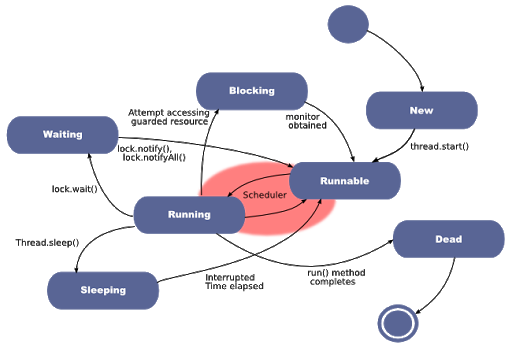 Blocking
New
Attempt accessing
guarded resource
monitor
obtained
Waiting
thread.start()
lock.notify(),
lock.notifyAll()
Runnable
lock.wait()
Scheduler
Running
Thread.sleep()
Dead
Interrupted
Time elapsed
run() method
completes
Sleeping